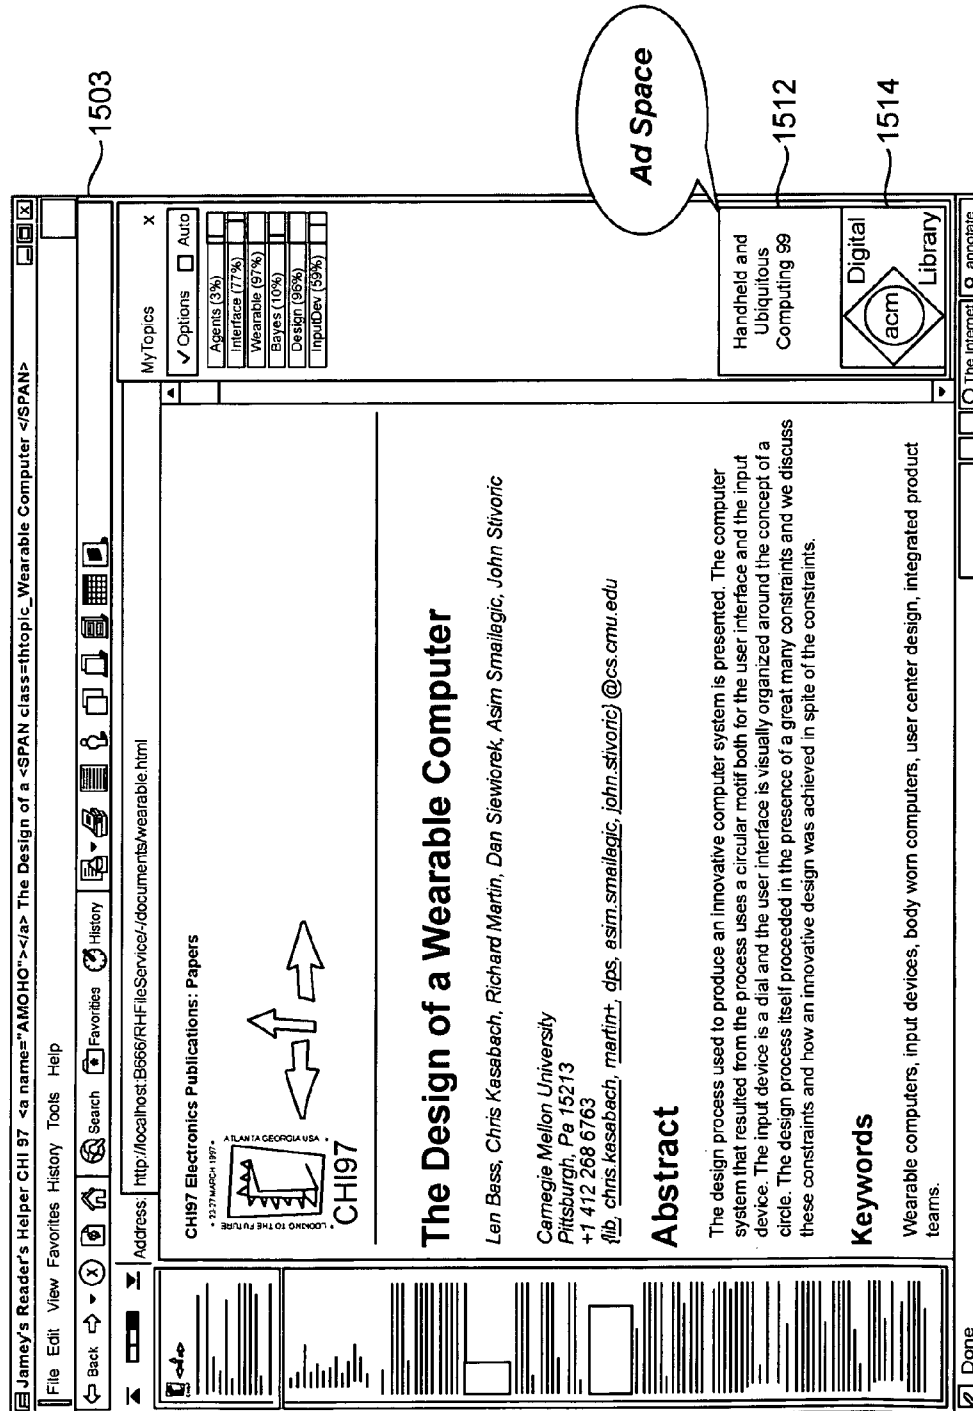 Jamey's Reader's Helper CHI 97 <a name="AMOHO"></a> The Design of a <SPAN class=thtopic_Wearable Computer </SPAN>
File Edit View Favorites History Tools Help
Back Search Favorites History
Address: http://localhost:B666/RHFileService/-/documents/wearable.html
1503
MyTopics x
Options Auto
Agents (3%)
Interface (77%)
Wearable (97%)
Bayes (10%)
Design (96%)
InputDev (59%)
CHI97 Electronics Publications: Papers
• 22-27 MARCH 1997 •
ATLANTA GEORGIA USA •
LOOKING TO THE FUTURE
CHI97
The Design of a Wearable Computer
Len Bass, Chris Kasabach, Richard Martin, Dan Siewiorek, Asim Smailagic, John Stivoric
Carnegie Mellon University
Pittsburgh, Pa 15213
+1 412 268 6763
{lib, chris.kasabach, martin+, dps, asim.smailagic, john.stivoric} @cs.cmu.edu
Abstract
The design process used to produce an innovative computer system is presented. The computer
system that resulted from the process uses a circular motif both for the user interface and the input
device. The input device is a dial and the user interface is visually organized around the concept of a
circle. The design process itself proceeded in the presence of a great many constraints and we discuss
these constraints and how an innovative design was achieved in spite of the constraints.
Keywords
Wearable computers, input devices, body worn computers, user center design, integrated product
teams.
Ad Space
Handheld and
Ubiquitous
Computing 99
1512
acm
Digital
Library
1514
Done
The Internet
annotate